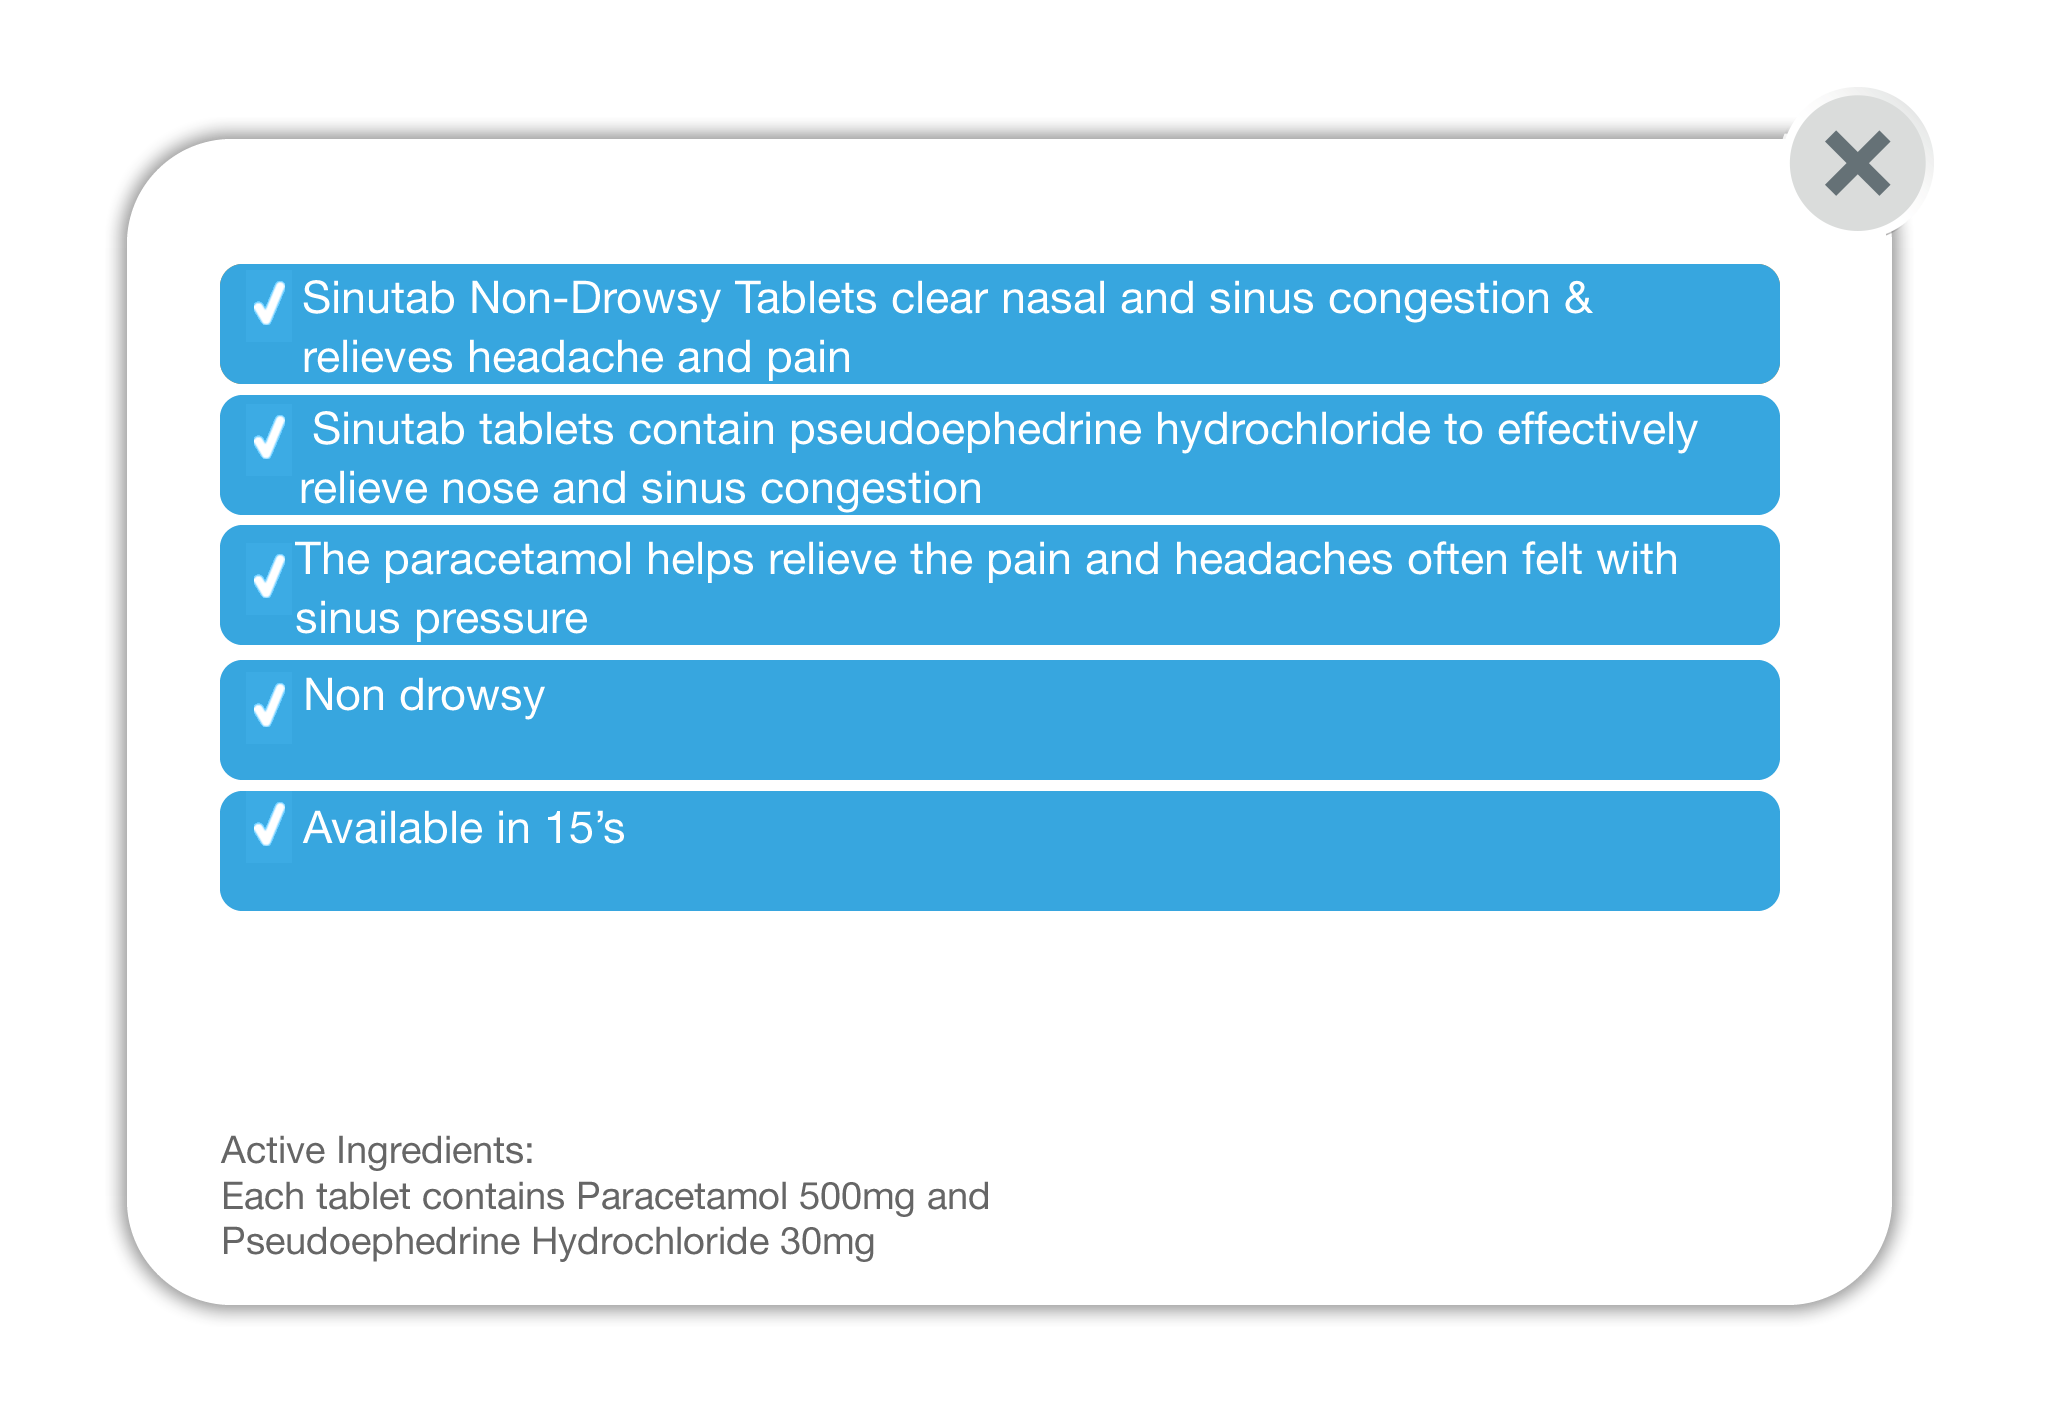 Sinutab Non-Drowsy Tablets clear nasal and sinus congestion &
relieves headache and pain
Sinutab tablets contain pseudoephedrine hydrochloride to effectively
relieve nose and sinus congestion
The paracetamol helps relieve the pain and headaches often felt with
sinus pressure
Non drowsy
Available in 15’s
Active Ingredients:
Each tablet contains Paracetamol 500mg and
Pseudoephedrine Hydrochloride 30mg